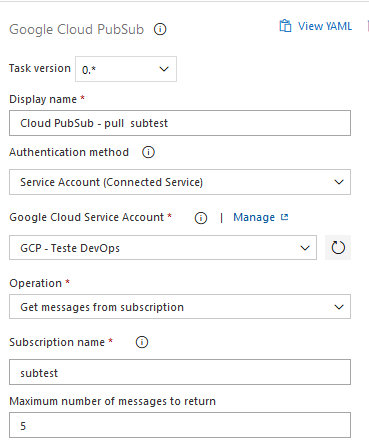 Google Cloud PubSub
View YAML
Task version 0.*
Display name *
Cloud PubSub - pull  subtest
Authentication method
Service Account (Connected Service)
Google Cloud Service Account * | Manage
GCP - Teste DevOps
Operation *
Get messages from subscription
Subscription name *
subtest
Maximum number of messages to return
5